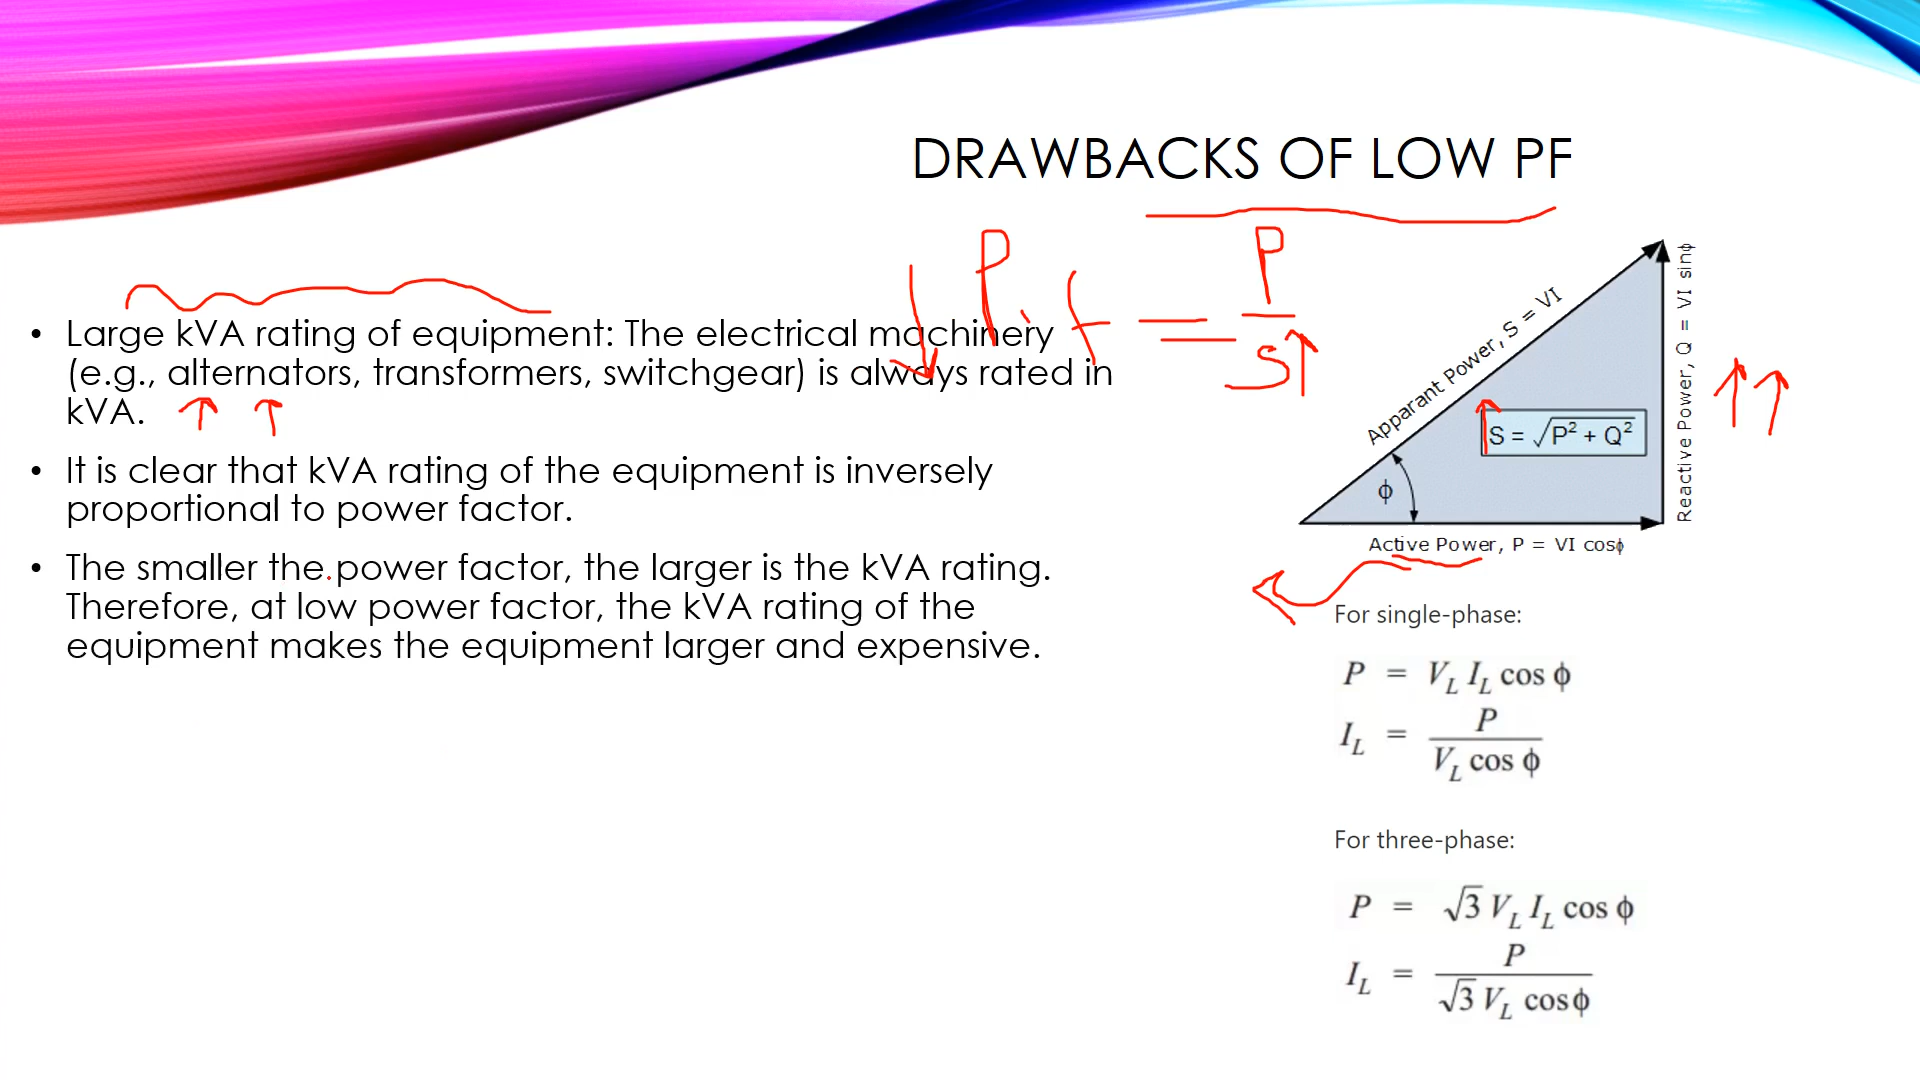 DRAWBACKS OF LOW PF
P.f = P
S
• Large kVA rating of equipment: The electrical machinery
(e.g., alternators, transformers, switchgear) is always rated in
kVA.
• It is clear that kVA rating of the equipment is inversely
proportional to power factor.
• The smaller the power factor, the larger is the kVA rating.
Therefore, at low power factor, the kVA rating of the
equipment makes the equipment larger and expensive.
Apparant Power, S = VI
Reactive Power, Q = VI sinϕ
S = √P² + Q²
ϕ
Active Power, P = VI cosϕ
For single-phase:
P = V_L I_L cos ϕ
I_L = P
V_L cos ϕ
For three-phase:
P = √3 V_L I_L cos ϕ
I_L = P
√3 V_L cosϕ